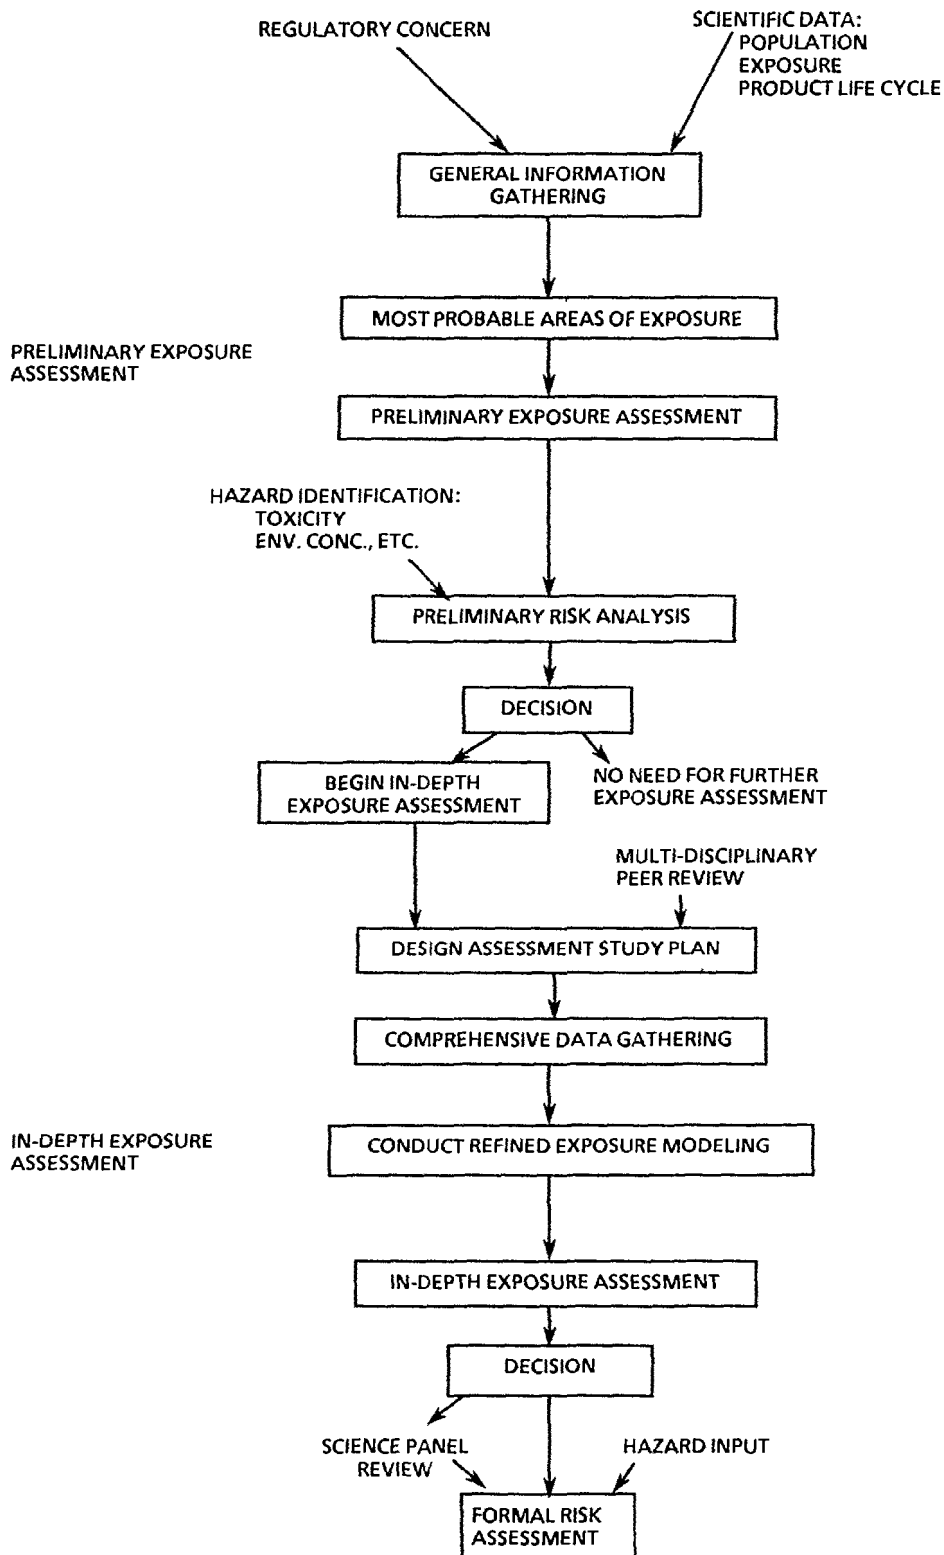 REGULATORY CONCERN
SCIENTIFIC DATA:
POPULATION
EXPOSURE
PRODUCT LIFE CYCLE
GENERAL INFORMATION
GATHERING
MOST PROBABLE AREAS OF EXPOSURE
PRELIMINARY EXPOSURE
ASSESSMENT
PRELIMINARY EXPOSURE ASSESSMENT
HAZARD IDENTIFICATION:
TOXICITY
ENV. CONC., ETC.
PRELIMINARY RISK ANALYSIS
DECISION
BEGIN IN-DEPTH
EXPOSURE ASSESSMENT
NO NEED FOR FURTHER
EXPOSURE ASSESSMENT
MULTI-DISCIPLINARY
PEER REVIEW
DESIGN ASSESSMENT STUDY PLAN
COMPREHENSIVE DATA GATHERING
IN-DEPTH EXPOSURE
ASSESSMENT
CONDUCT REFINED EXPOSURE MODELING
IN-DEPTH EXPOSURE ASSESSMENT
DECISION
SCIENCE PANEL
REVIEW
HAZARD INPUT
FORMAL RISK
ASSESSMENT